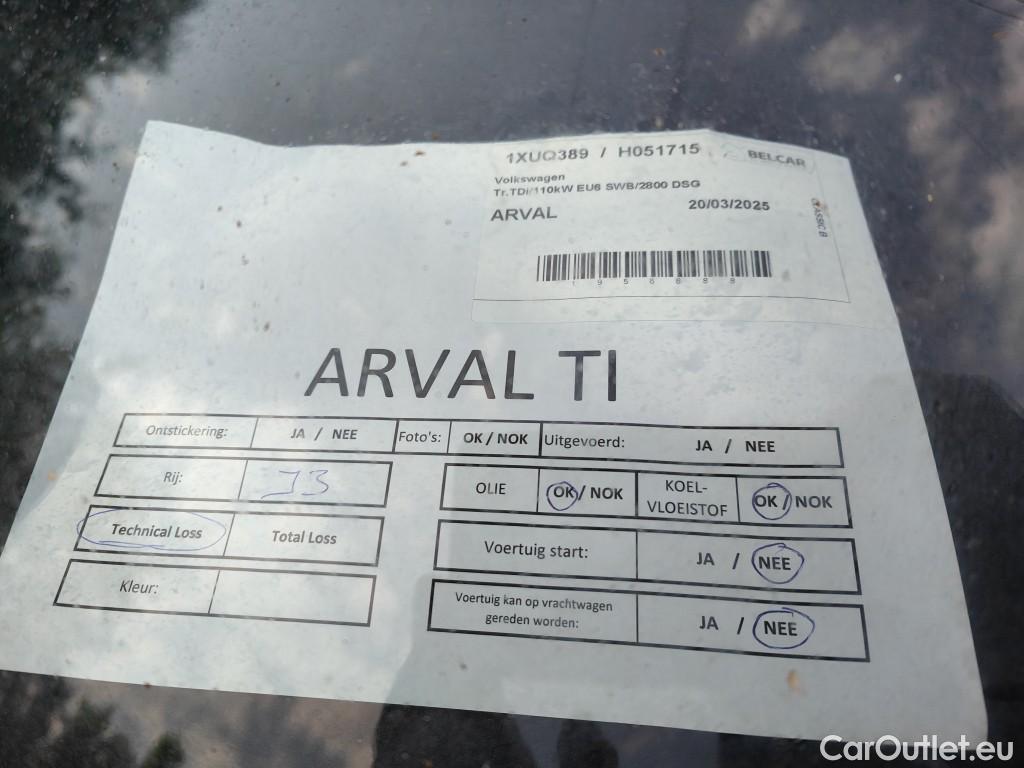 1XUQ389 / H051715
BELCAR
Volkswagen
Tr.TDi/110kW EU6 SWB/2800 DSG
ARVAL 20/03/2025
CLASSIC B
1956688
ARVAL TI
Ontstickering: JA / NEE Foto's: OK / NOK Uitgevoerd: JA / NEE
Rij: J3
OLIE OK / NOK KOEL-VLOEISTOF OK / NOK
Technical Loss Total Loss
Voertuig start: JA / NEE
Kleur:
Voertuig kan op vrachtwagen
gereden worden: JA / NEE
CarOutlet.eu